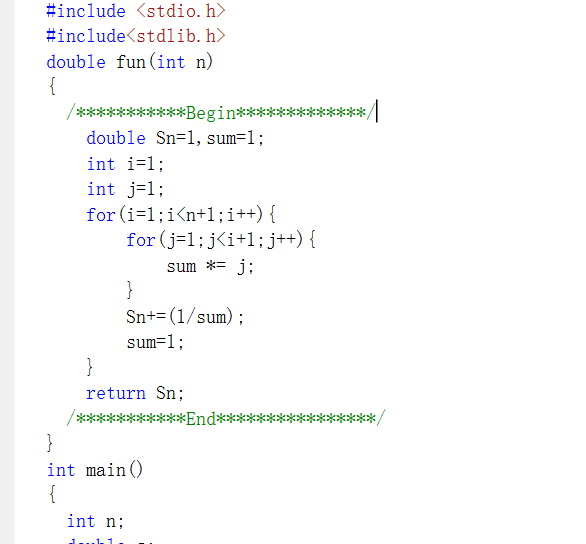 #include <stdio.h>
#include<stdlib.h>
double fun(int n)
{
/***********Begin*************/
double Sn=1,sum=1;
int i=1;
int j=1;
for(i=1;i<n+1;i++){
for(j=1;j<i+1;j++){
sum *= j;
}
Sn+=(1/sum);
sum=1;
}
return Sn;
/***********End****************/
}
int main()
{
int n;